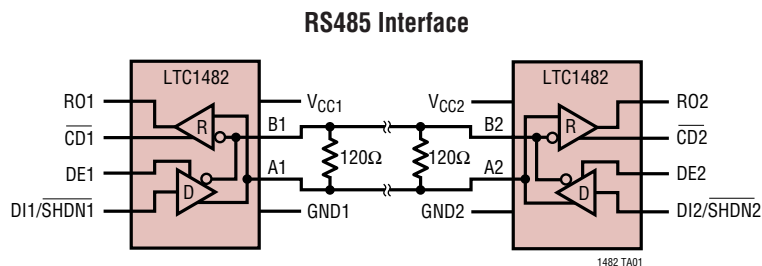 RS485 Interface
LTC1482
RO1
CD1
DE1
DI1/SHDN1
R
D
VCC1
B1
A1
GND1
120Ω
120Ω
VCC2
B2
A2
GND2
LTC1482
R
D
RO2
CD2
DE2
DI2/SHDN2
1482 TA01